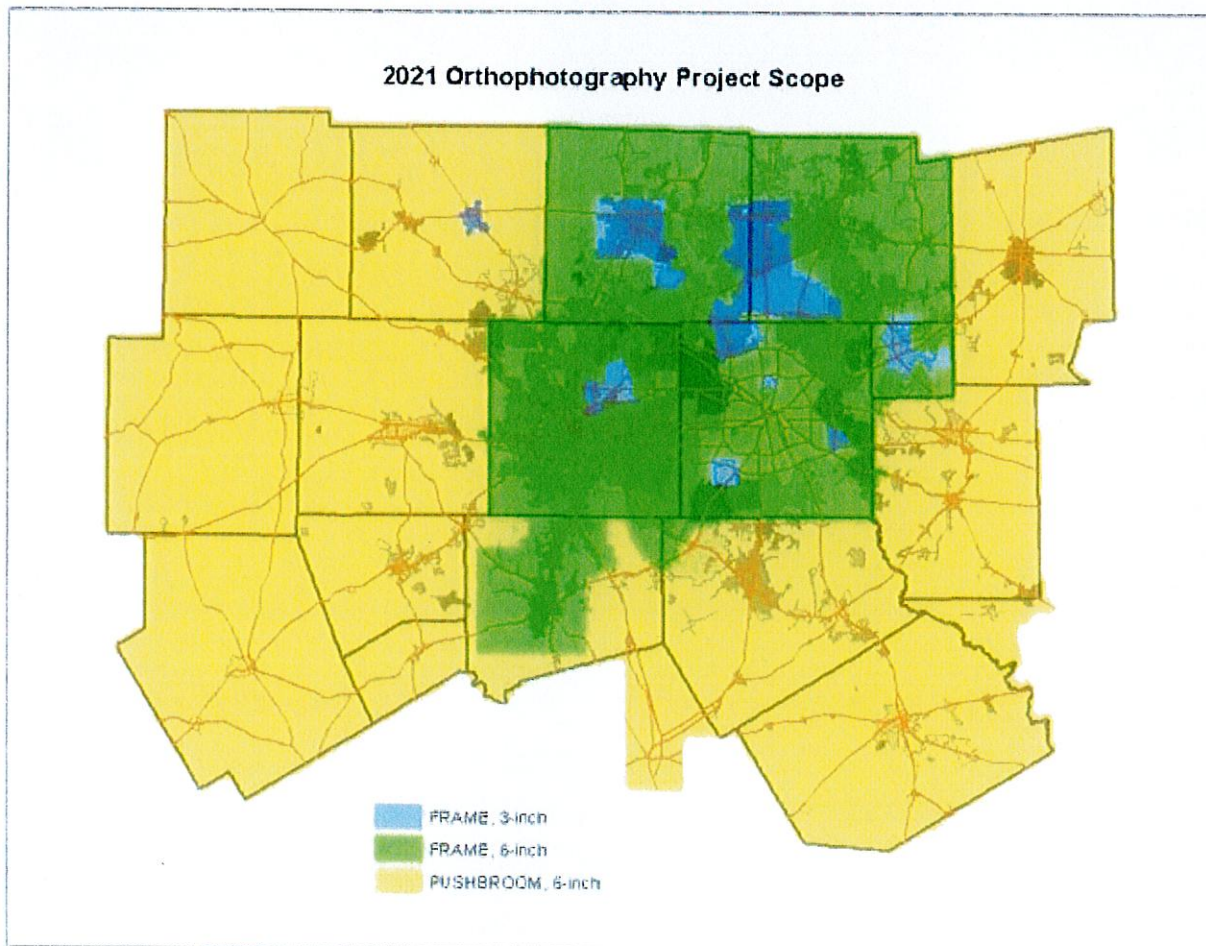 2021 Orthophotography Project Scope
FRAME, 3-inch
FRAME, 6-inch
PUSHBROOM, 6-inch